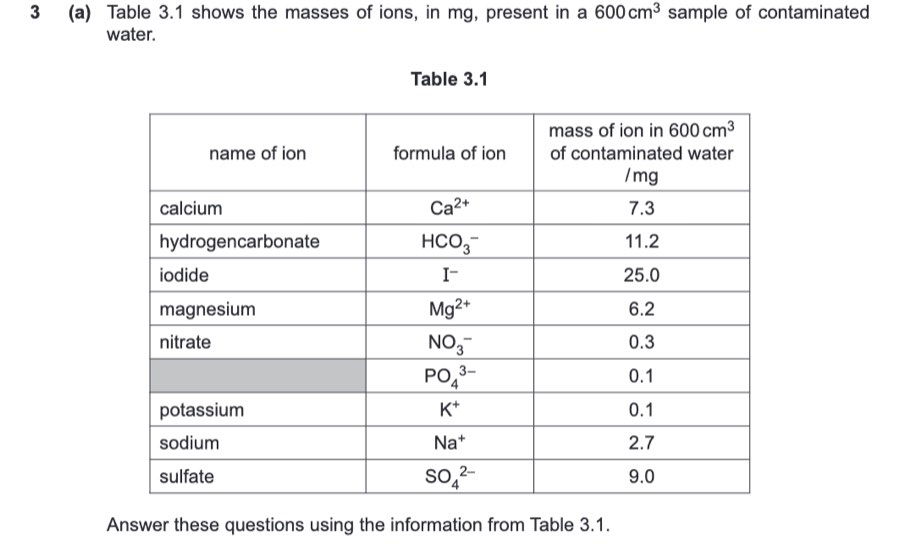 3 (a) Table 3.1 shows the masses of ions, in mg, present in a 600 cm³ sample of contaminated
water.
Table 3.1
name of ion formula of ion mass of ion in 600 cm³
of contaminated water
/mg
calcium Ca²⁺ 7.3
hydrogencarbonate HCO₃⁻ 11.2
iodide I⁻ 25.0
magnesium Mg²⁺ 6.2
nitrate NO₃⁻ 0.3
PO₄³⁻ 0.1
potassium K⁺ 0.1
sodium Na⁺ 2.7
sulfate SO₄²⁻ 9.0
Answer these questions using the information from Table 3.1.